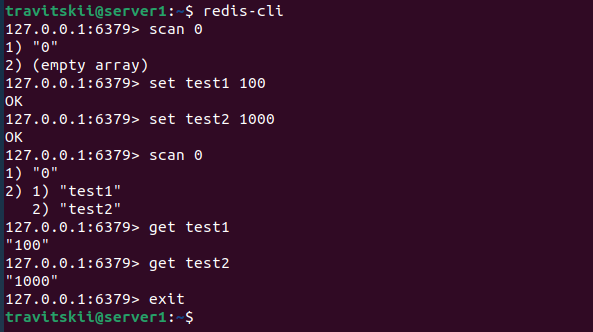 travitskii@server1:~$ redis-cli
127.0.0.1:6379> scan 0
1) "0"
2) (empty array)
127.0.0.1:6379> set test1 100
OK
127.0.0.1:6379> set test2 1000
OK
127.0.0.1:6379> scan 0
1) "0"
2) 1) "test1"
   2) "test2"
127.0.0.1:6379> get test1
"100"
127.0.0.1:6379> get test2
"1000"
127.0.0.1:6379> exit
travitskii@server1:~$